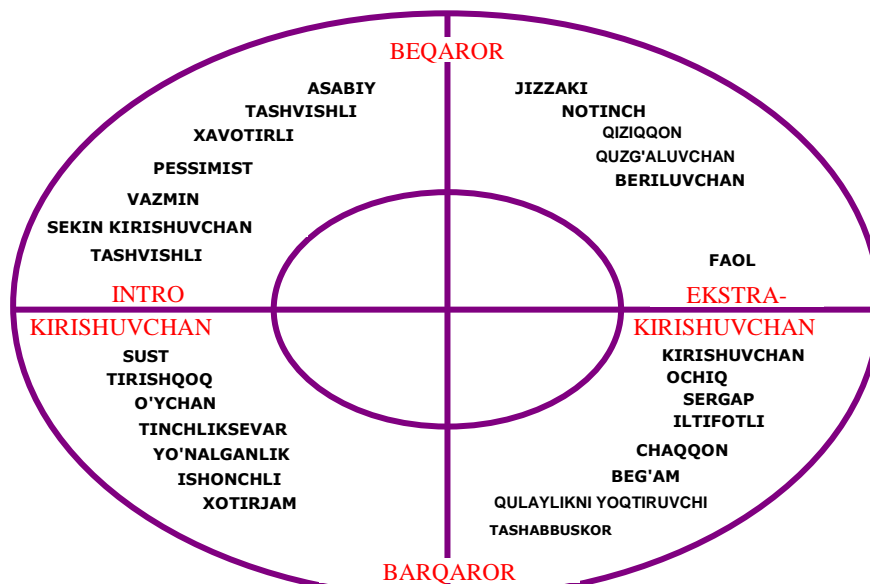 BEQAROR
ASABIY
TASHVISHLI
XAVOTIRLI
PESSIMIST
VAZMIN
SEKIN KIRISHUVCHAN
TASHVISHLI
JIZZAKI
NOTINCH
QIZIQQON
QUZG'ALUVCHAN
BERILUVCHAN
FAOL
INTRO
KIRISHUVCHAN
EKSTRA-
KIRISHUVCHAN
SUST
TIRISHQOQ
O'YCHAN
TINCHLIKSEVAR
YO'NALGANLIK
ISHONCHLI
XOTIRJAM
KIRISHUVCHAN
OCHIQ
SERGAP
ILTIFOTLI
CHAQQON
BEG'AM
QULAYLIKNI YOQTIRUVCHI
TASHABBUSKOR
BARQAROR